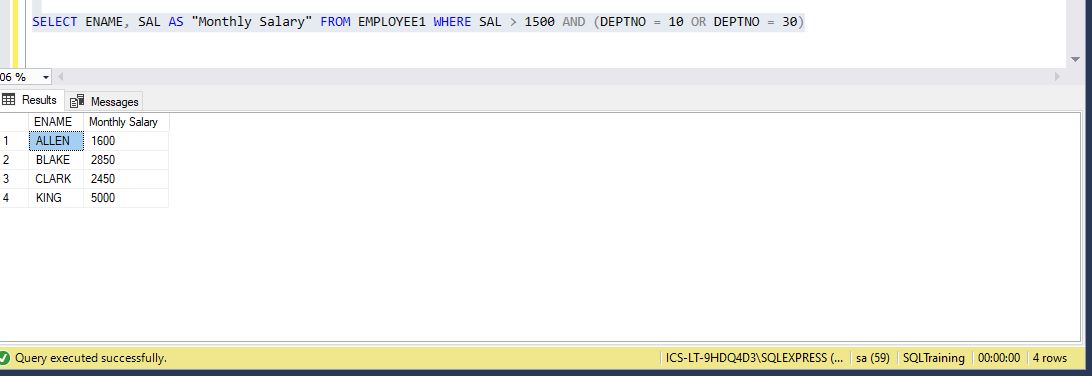 SELECT ENAME, SAL AS "Monthly Salary" FROM EMPLOYEE1 WHERE SAL > 1500 AND (DEPTNO = 10 OR DEPTNO = 30)
06 %
Results Messages
ENAME Monthly Salary
1 ALLEN 1600
2 BLAKE 2850
3 CLARK 2450
4 KING 5000
Query executed successfully. ICS-LT-9HDQ4D3\SQLEXPRESS (... sa (59) SQLTraining 00:00:00 4 rows